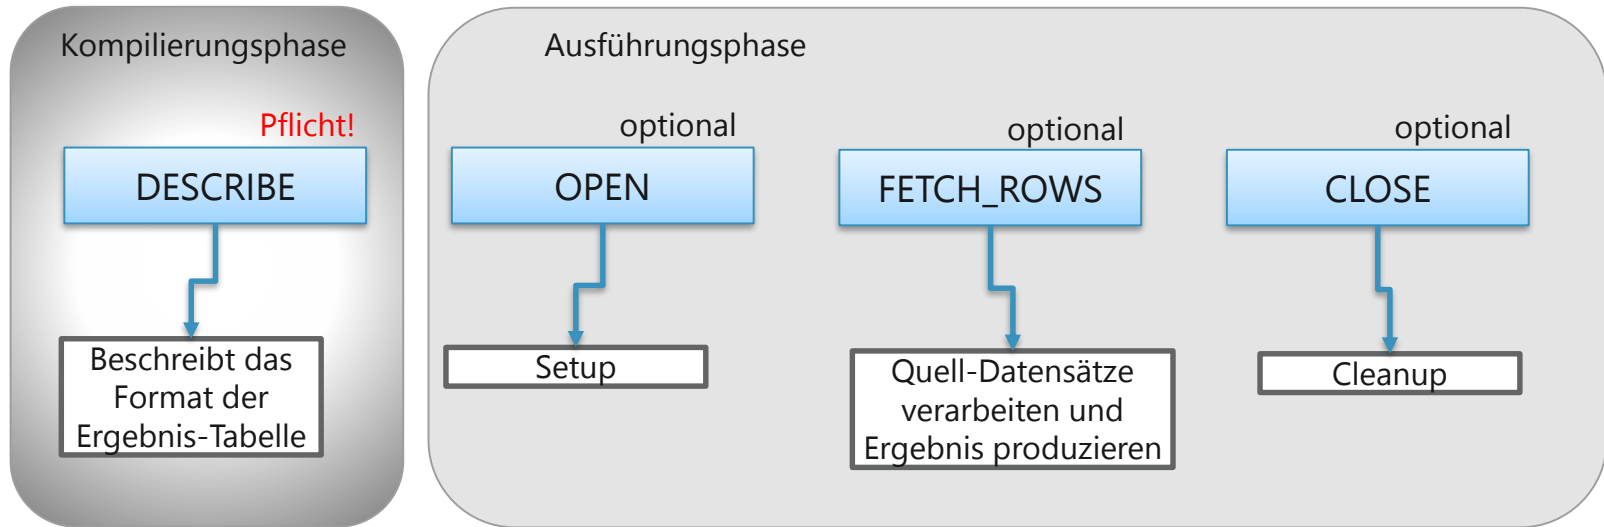 Kompilierungsphase
Pflicht!
DESCRIBE
Beschreibt das
Format der
Ergebnis-Tabelle
Ausführungsphase
optional
OPEN
Setup
optional
FETCH_ROWS
Quell-Datensätze
verarbeiten und
Ergebnis produzieren
optional
CLOSE
Cleanup